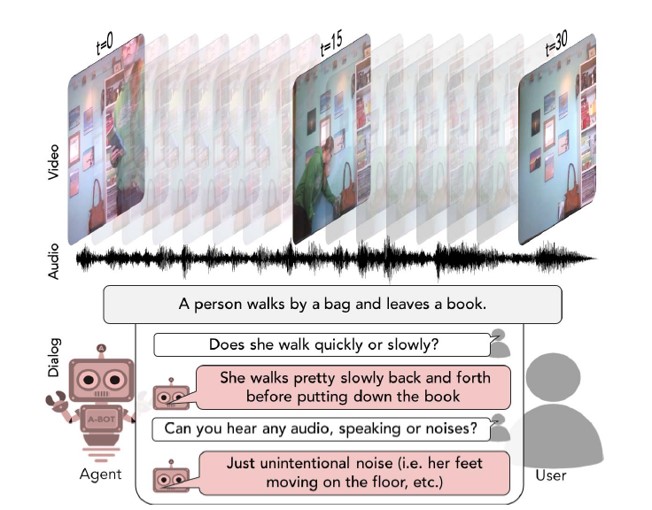 t=0
t=15
t=30
Video
Audio
A person walks by a bag and leaves a book.
Dialog
Does she walk quickly or slowly?
She walks pretty slowly back and forth
before putting down the book
Can you hear any audio, speaking or noises?
Just unintentional noise (i.e. her feet
moving on the floor, etc.)
A
A-BOT
Agent
User